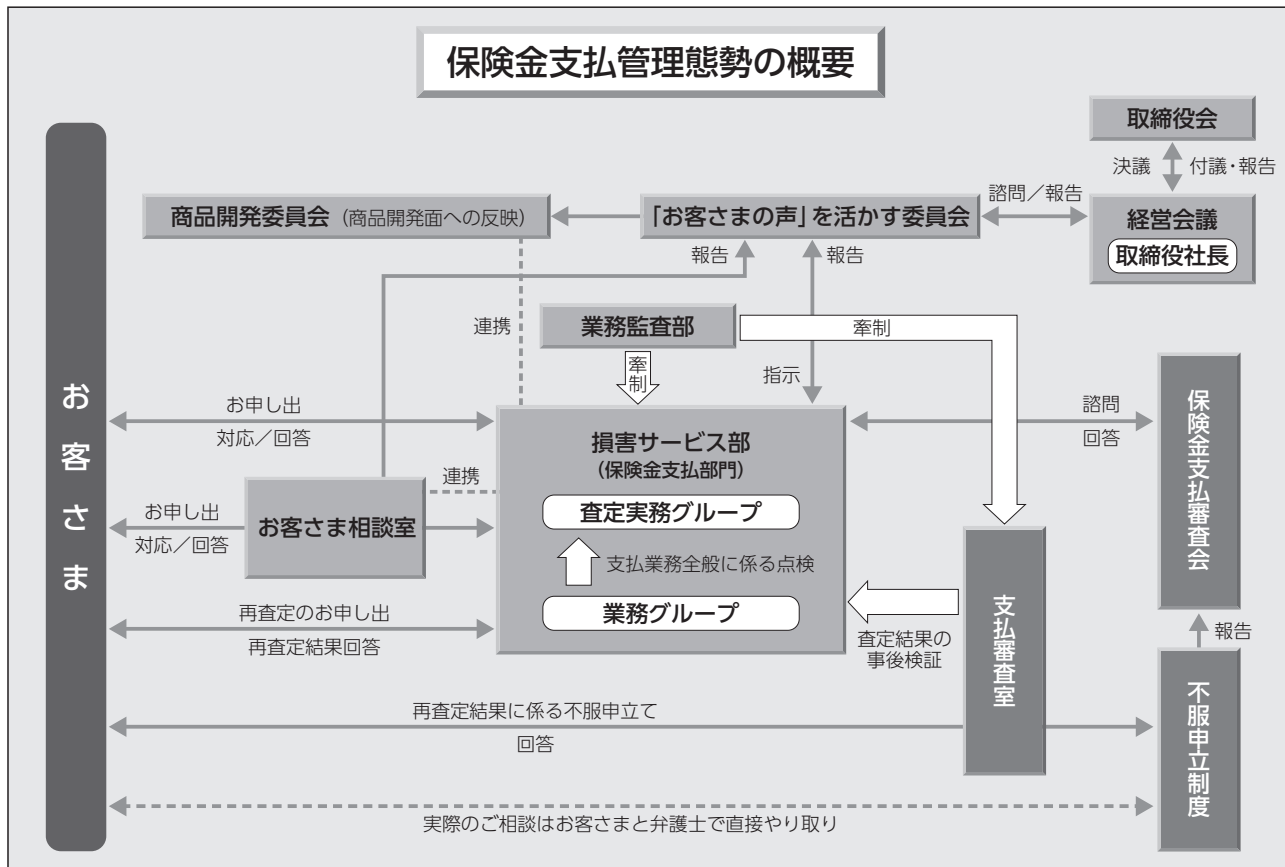 保険金支払管理態勢の概要
取締役会
決議
付議・報告
諮問／報告
経営会議
取締役社長
商品開発委員会（商品開発面への反映）
「お客さまの声」を活かす委員会
報告
報告
連携
業務監査部
牽制
牽制
指示
お客さま
お申し出
対応／回答
損害サービス部
（保険金支払部門）
諮問
回答
保険金支払審査会
連携
お客さま相談室
お申し出
対応／回答
査定実務グループ
支払業務全般に係る点検
業務グループ
再査定のお申し出
再査定結果回答
査定結果の
事後検証
支払審査室
報告
不服申立制度
再査定結果に係る不服申立て
回答
実際のご相談はお客さまと弁護士で直接やり取り